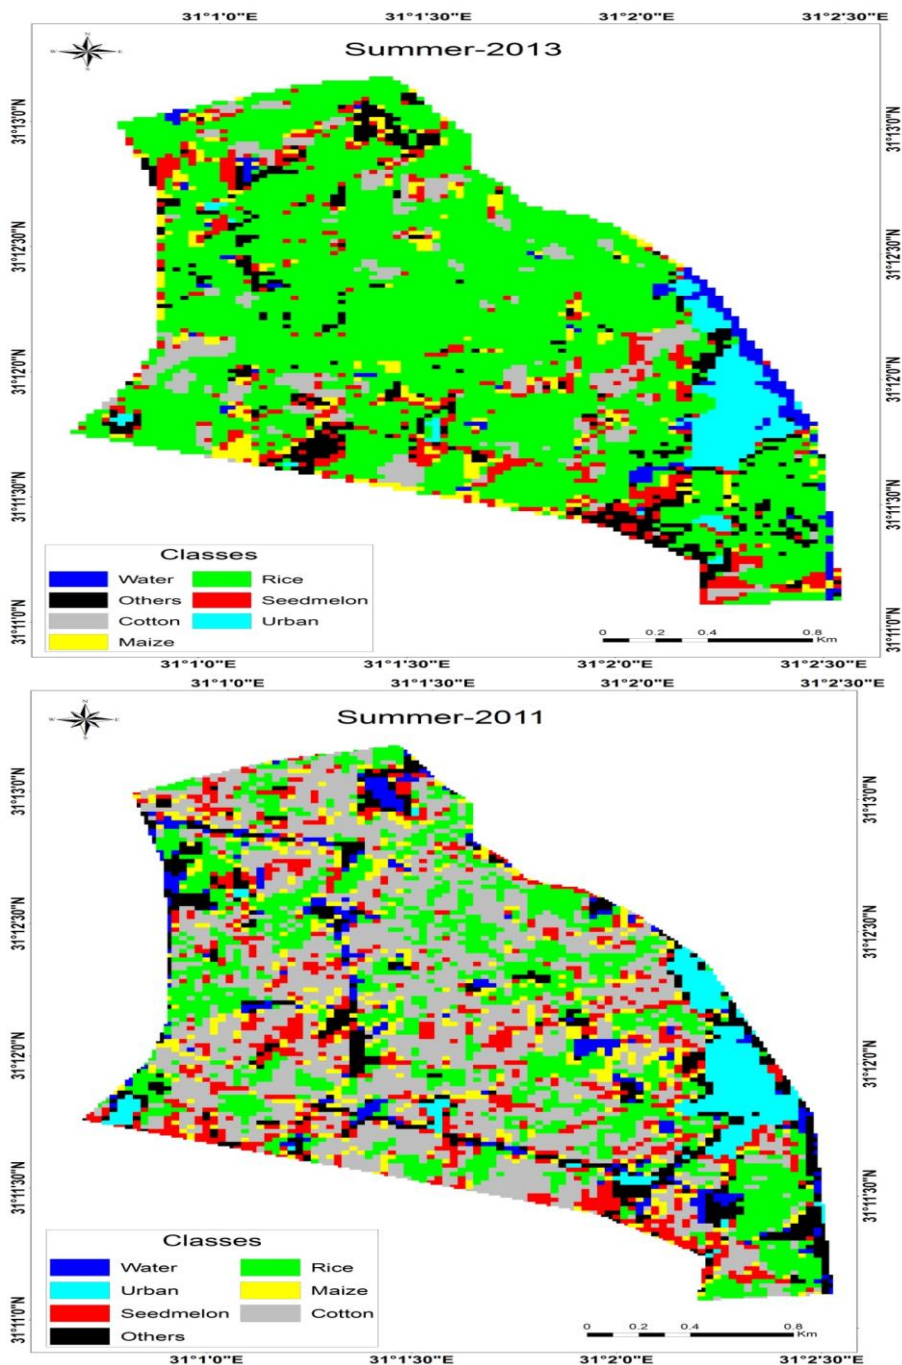 31°1'0"E 31°1'30"E 31°2'0"E 31°2'30"E
Summer-2013
N
W E
S
31°13'0"N 31°13'0"N
31°12'30"N 31°12'30"N
31°12'0"N 31°12'0"N
31°11'30"N 31°11'30"N
31°11'0"N 31°11'0"N
Classes
Water Rice
Others Seedmelon
Cotton Urban
Maize
0 0.2 0.4 0.8
Km
31°1'0"E 31°1'30"E 31°2'0"E 31°2'30"E
31°1'0"E 31°1'30"E 31°2'0"E 31°2'30"E
Summer-2011
N
W E
S
31°13'0"N 31°13'0"N
31°12'30"N 31°12'30"N
31°12'0"N 31°12'0"N
31°11'30"N 31°11'30"N
31°11'0"N 31°11'0"N
Classes
Water Rice
Urban Maize
Seedmelon Cotton
Others
0 0.2 0.4 0.8
Km
31°1'0"E 31°1'30"E 31°2'0"E 31°2'30"E